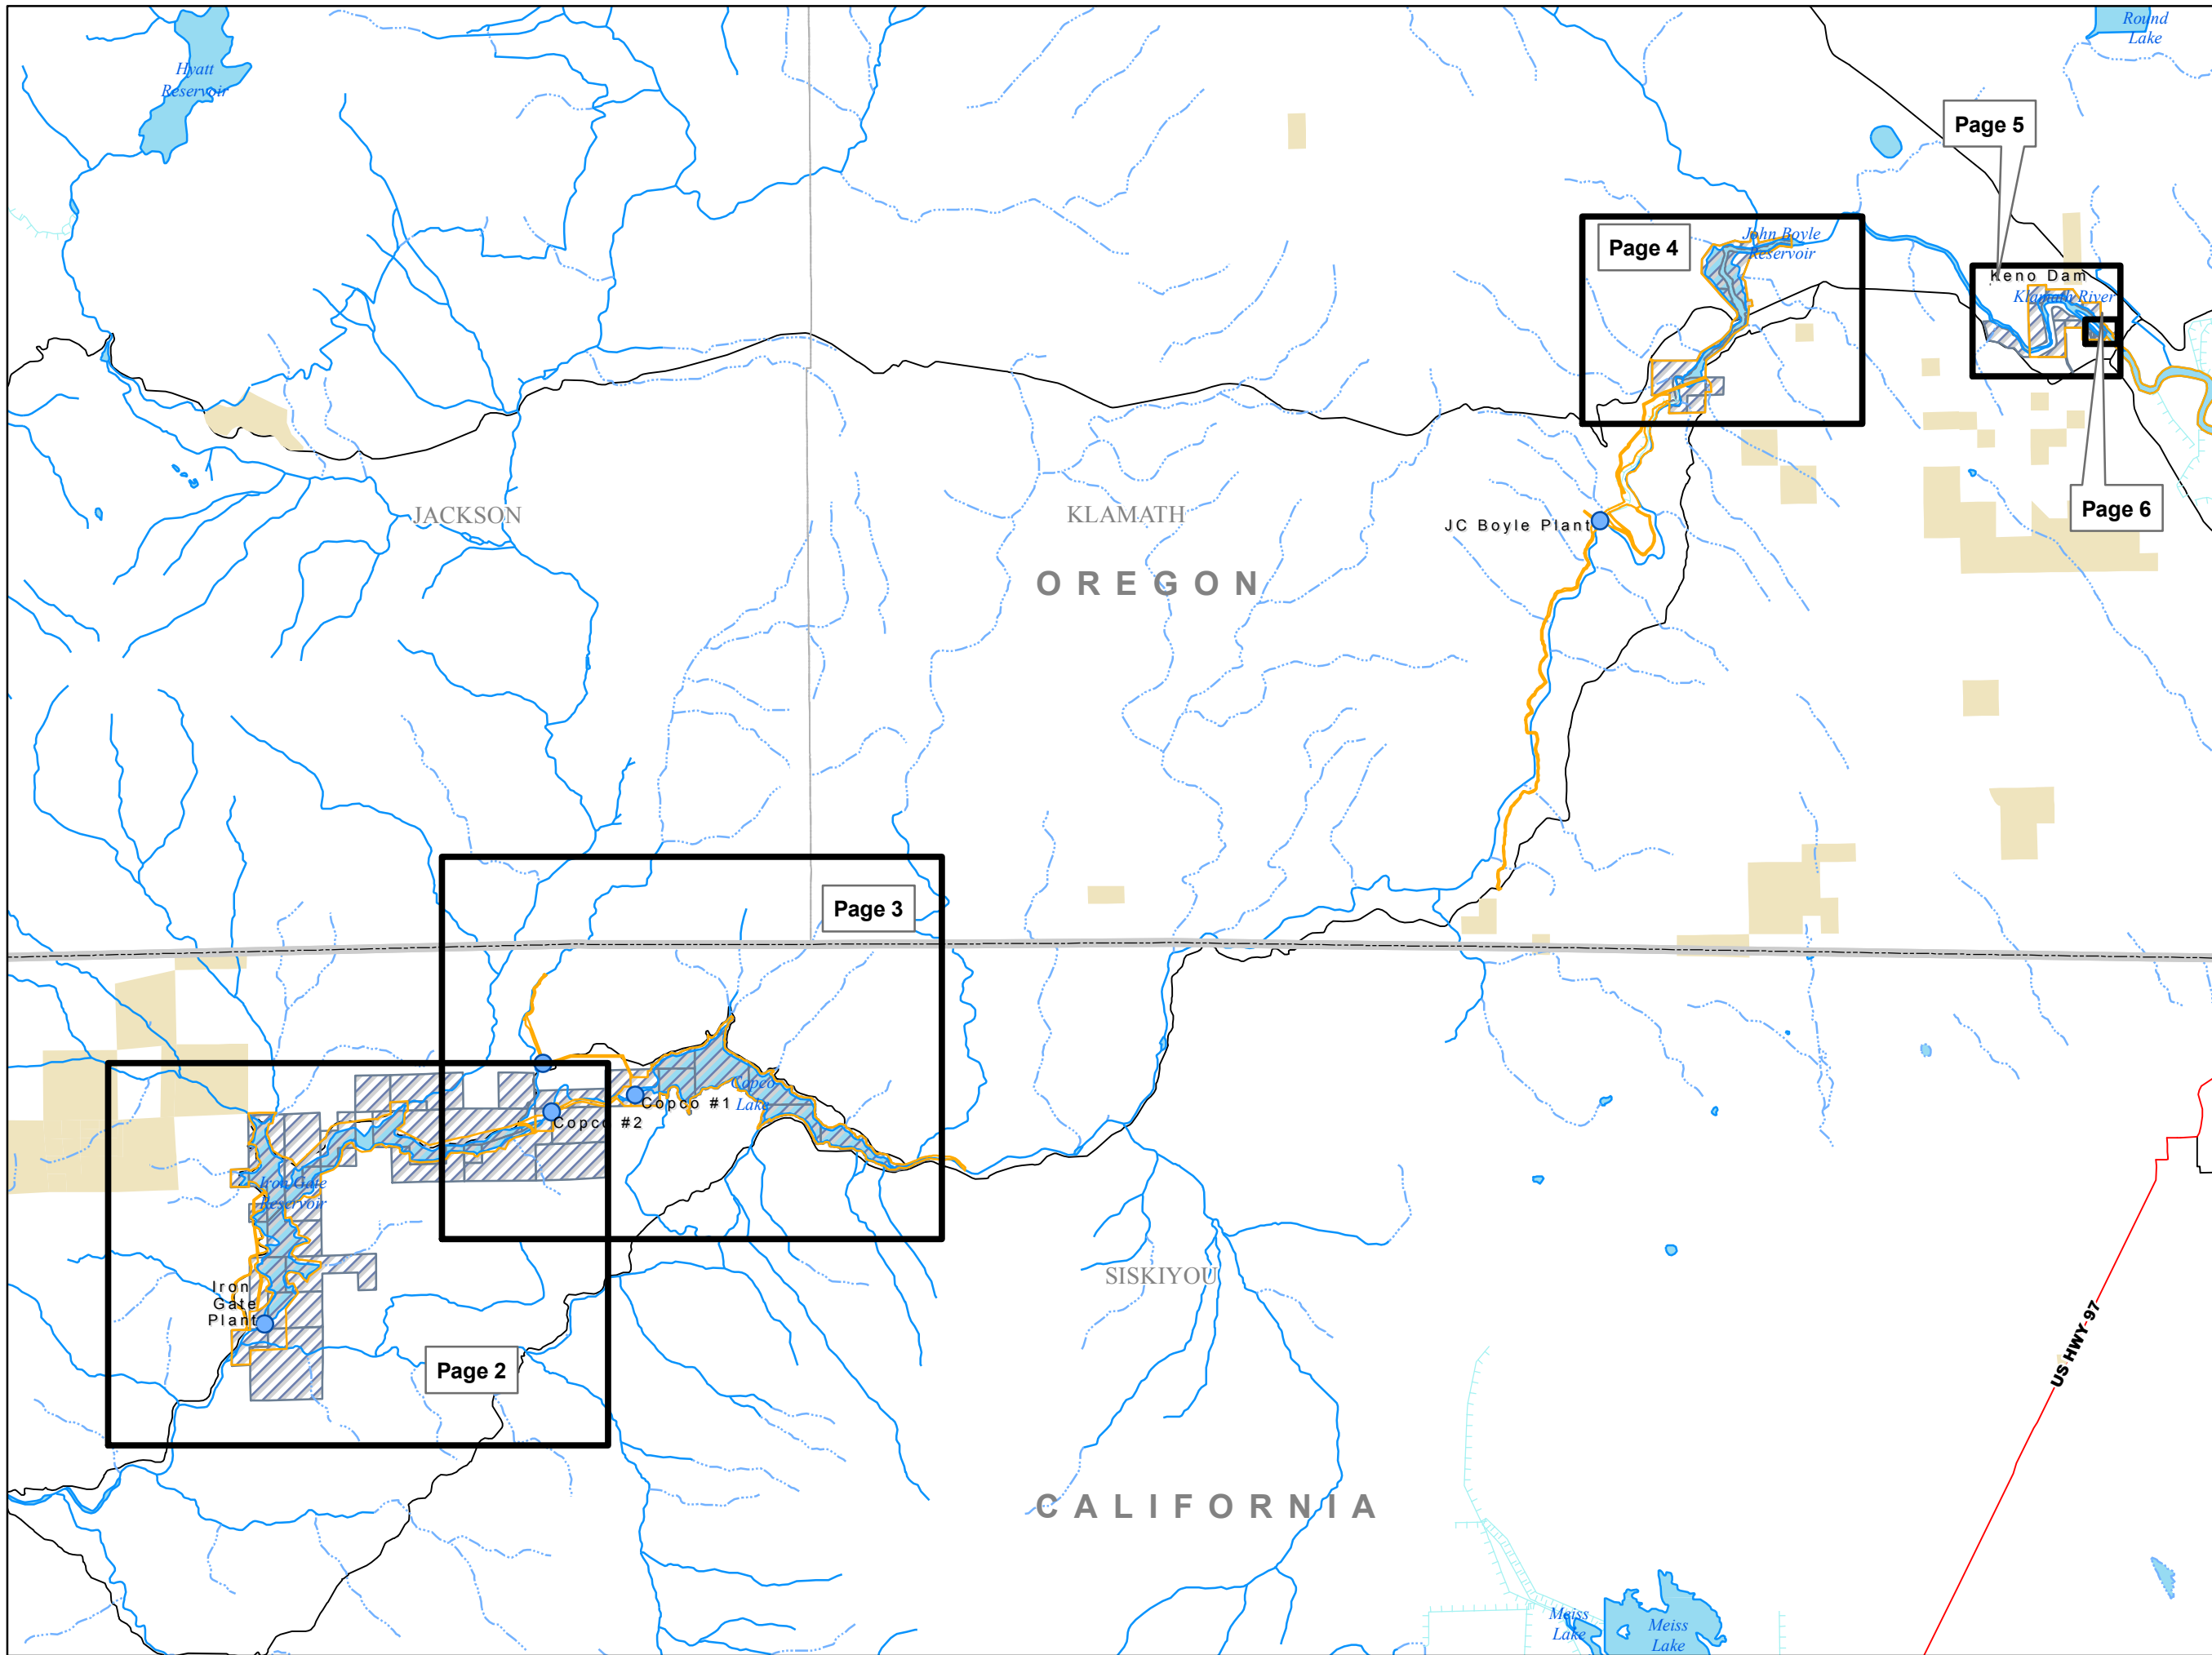 Round
Lake
Hyatt
Reservoir
Page 5
John Boyle
Reservoir
Page 4
Keno Dam
Klamath River
JACKSON
KLAMATH
JC Boyle Plant
Page 6
OREGON
Page 3
Copco
Lake
Copco #1
Copco #2
Iron Gate
Reservoir
SISKIYOU
Iron
Gate
Plant
Page 2
US HWY 97
CALIFORNIA
Meiss
Lake
Meiss
Lake